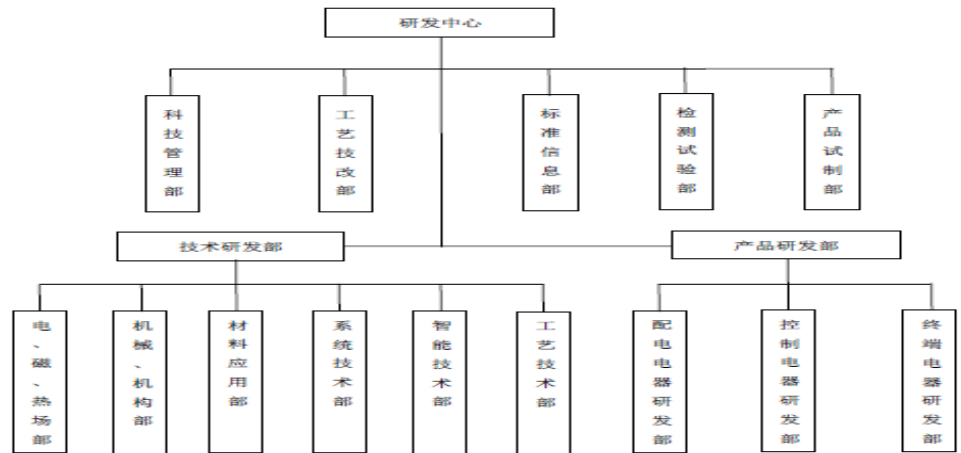 研发中心
科技管理部
工艺技改部
标准信息部
检测试验部
产品试制部
技术研发部
产品研发部
电、磁、热场部
机械、机构部
材料应用部
系统技术部
智能技术部
工艺技术部
配电电器研发部
控制电器研发部
终端电器研发部